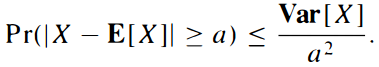 Pr(|X − E[X]| ≥ a) ≤ Var[X] / a².